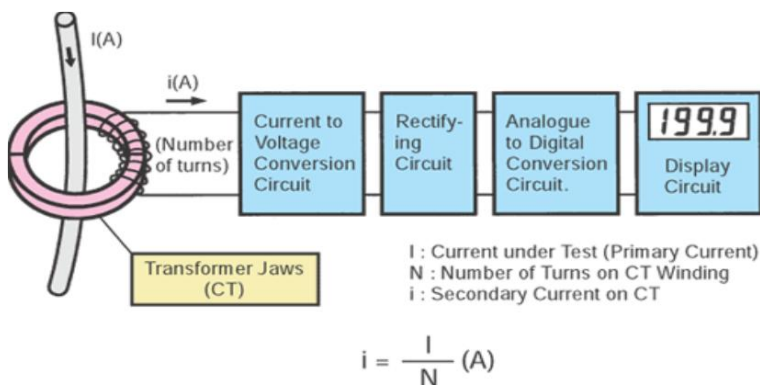 I(A)
i(A)
(Number
of turns)
Current to
Voltage
Conversion
Circuit
Rectify-
ing
Circuit
Analogue
to Digital
Conversion
Circuit.
199.9
Display
Circuit
Transformer Jaws
(CT)
I : Current under Test (Primary Current)
N : Number of Turns on CT Winding
i : Secondary Current on CT
i = I/N (A)